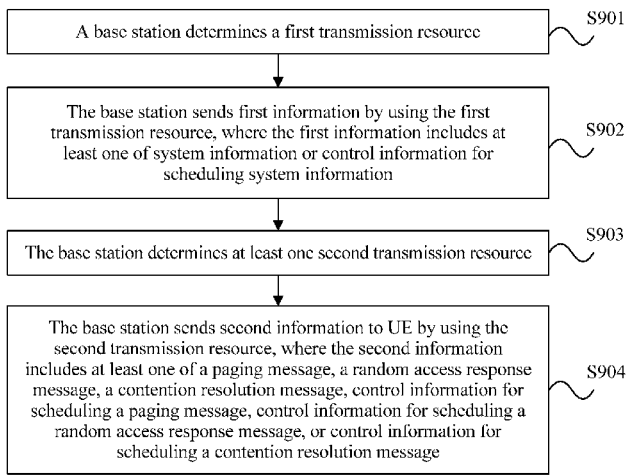 A base station determines a first transmission resource
S901
The base station sends first information by using the first
transmission resource, where the first information includes at
least one of system information or control information for
scheduling system information
S902
The base station determines at least one second transmission resource
S903
The base station sends second information to UE by using the
second transmission resource, where the second information
includes at least one of a paging message, a random access response
message, a contention resolution message, control information for
scheduling a paging message, control information for scheduling a
random access response message, or control information for
scheduling a contention resolution message
S904